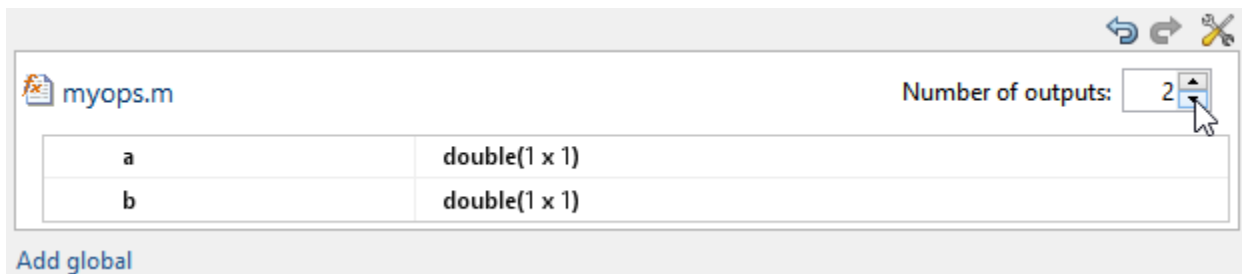 myops.m Number of outputs: 2
a double(1 x 1)
b double(1 x 1)
Add global